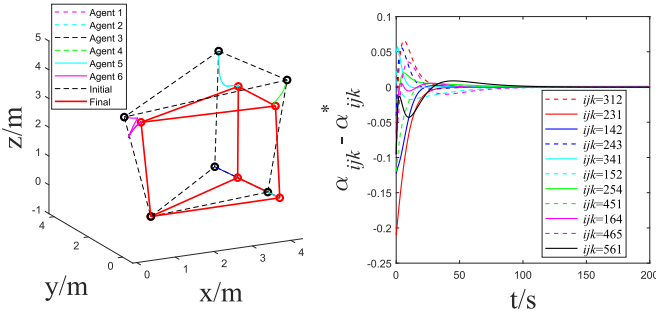 Agent 1
Agent 2
Agent 3
Agent 4
Agent 5
Agent 6
Initial
Final
5
4
3
2
1
0
-1
z/m
4
2
0
y/m
0
1
2
3
4
x/m
0.1
0.05
0
-0.05
-0.1
-0.15
-0.2
-0.25
α ijk - α* ijk
ijk=312
ijk=231
ijk=142
ijk=243
ijk=341
ijk=152
ijk=254
ijk=451
ijk=164
ijk=465
ijk=561
0
50
100
150
200
t/s